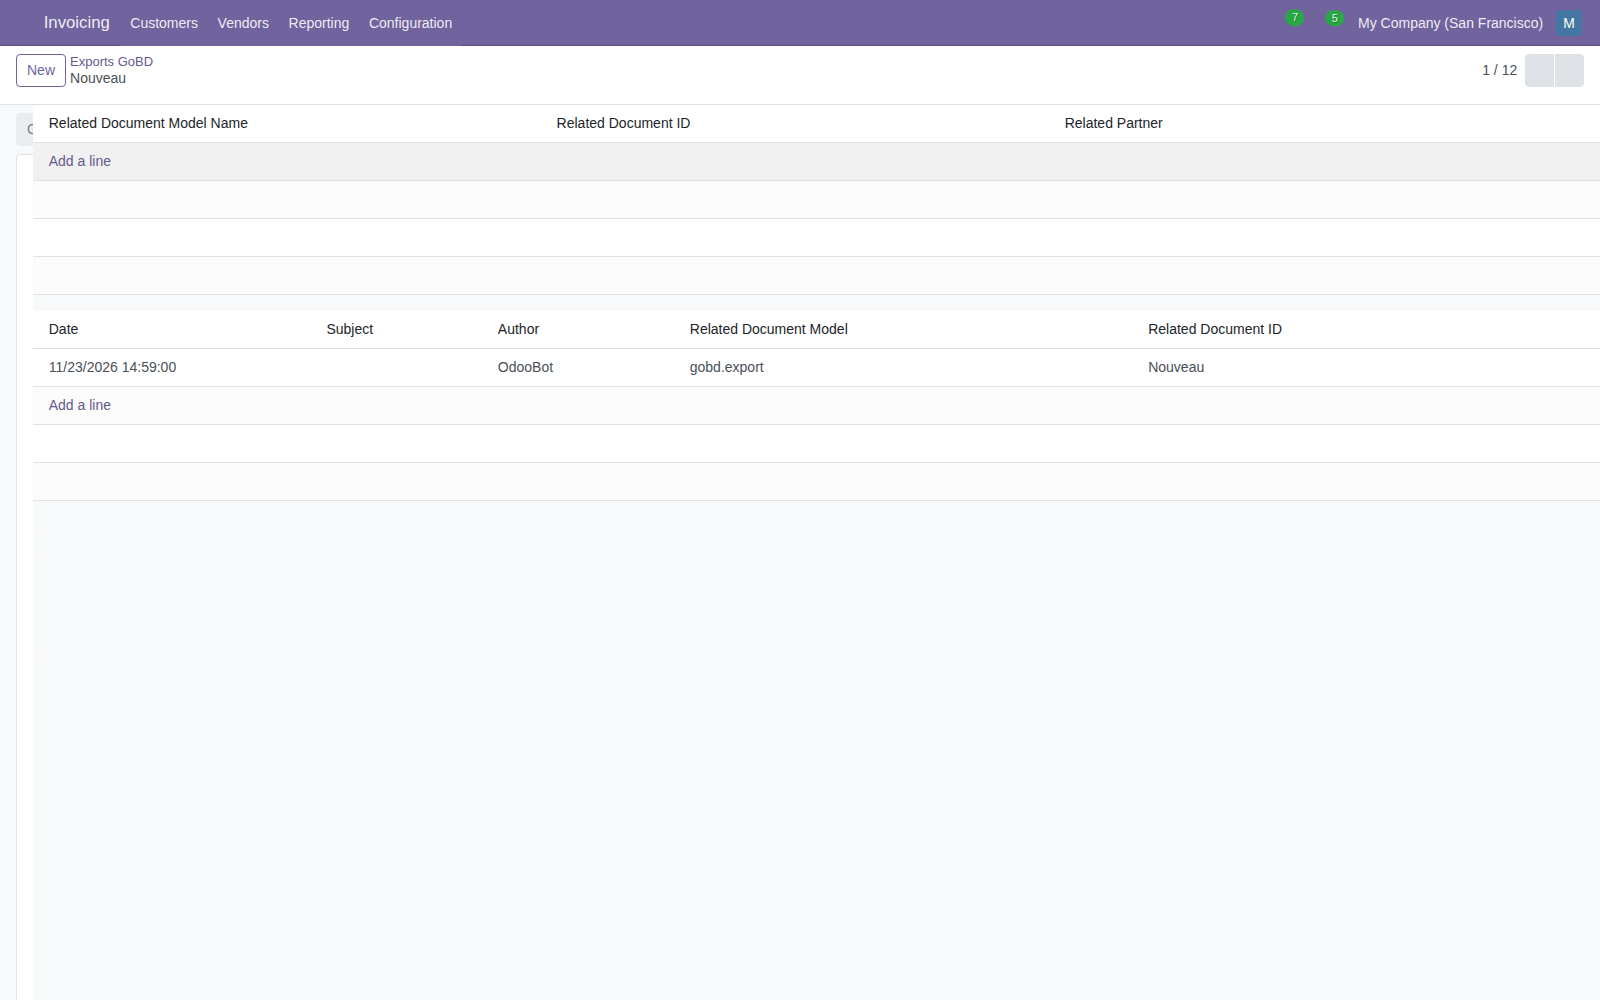 Invoicing Customers Vendors Reporting Configuration 7 5 My Company (San Francisco) M
New Exports GoBD
Nouveau
1 / 12
Related Document Model Name Related Document ID Related Partner
Add a line
Date Subject Author Related Document Model Related Document ID
11/23/2026 14:59:00 OdooBot gobd.export Nouveau
Add a line